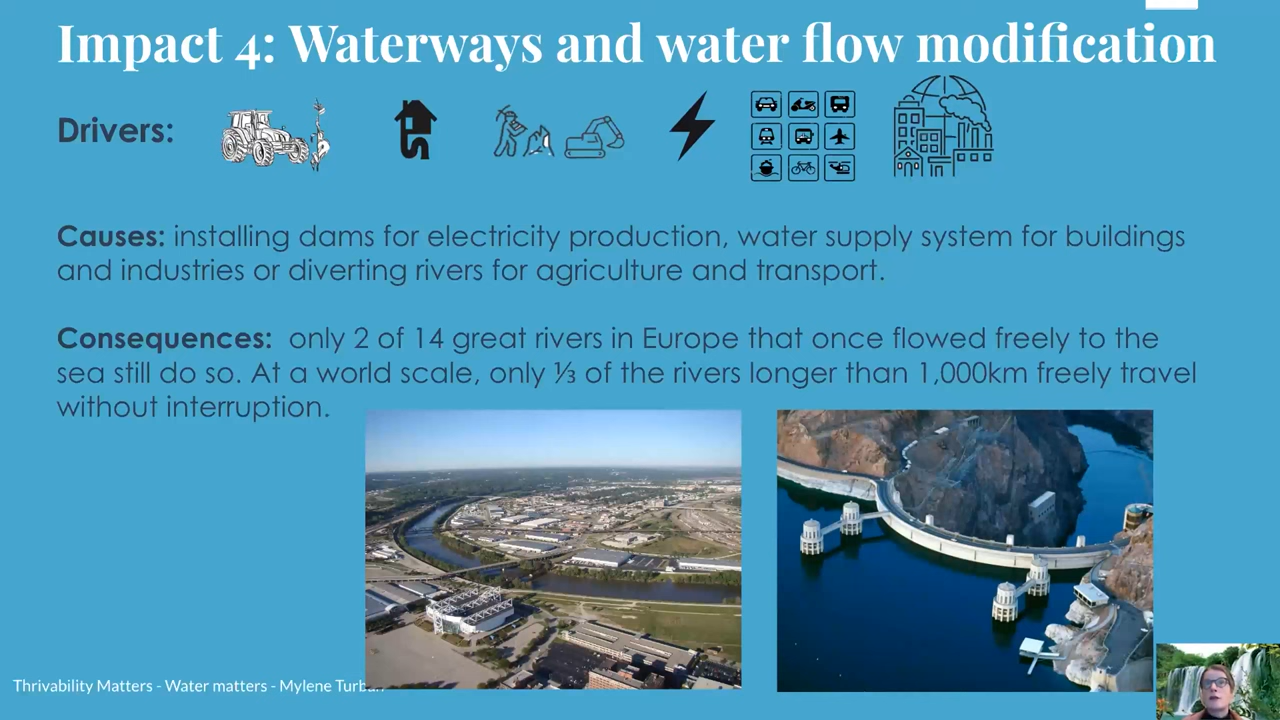 Impact 4: Waterways and water flow modification
Drivers:
Causes: installing dams for electricity production, water supply system for buildings
and industries or diverting rivers for agriculture and transport.
Consequences: only 2 of 14 great rivers in Europe that once flowed freely to the
sea still do so. At a world scale, only ⅓ of the rivers longer than 1,000km freely travel
without interruption.
Thrivability Matters - Water matters - Mylene